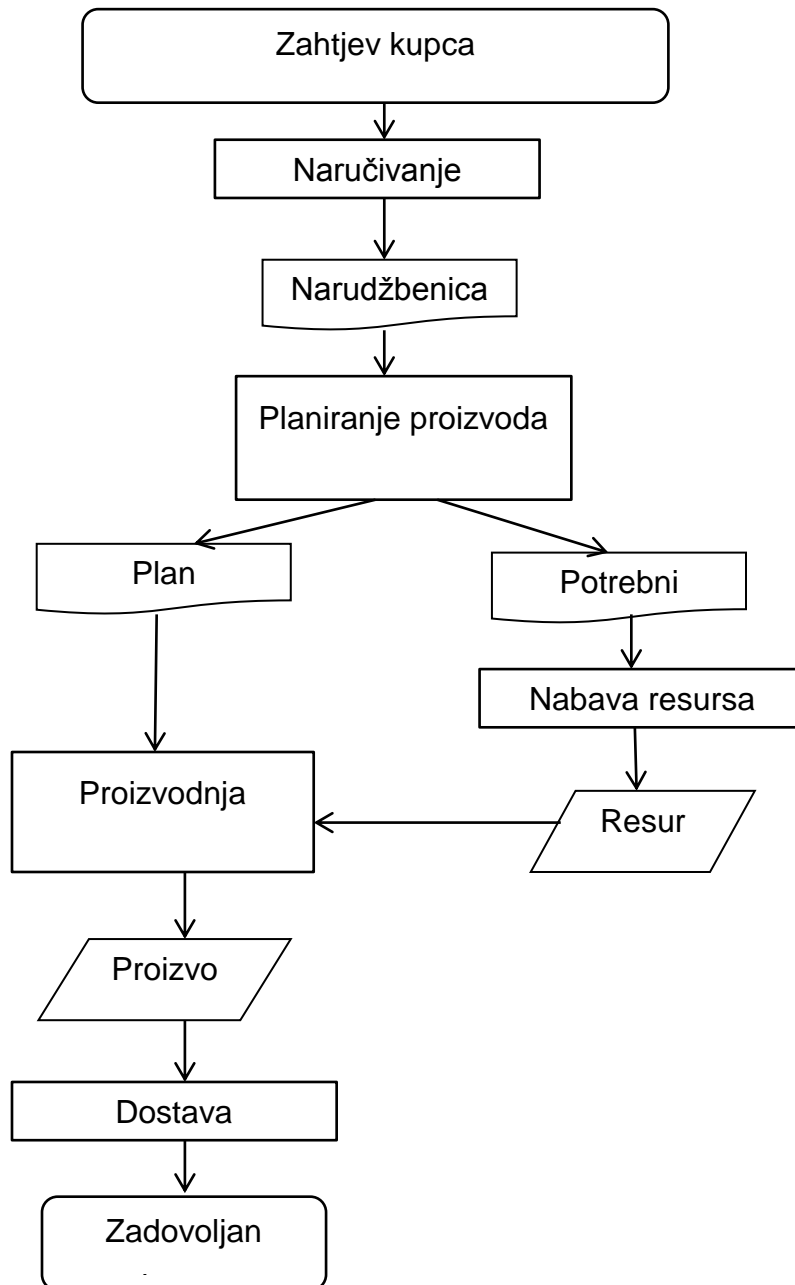 Zahtjev kupca
Naručivanje
Narudžbenica
Planiranje proizvoda
Plan
Potrebni
Nabava resursa
Proizvodnja
Resur
Proizvo
Dostava
Zadovoljan